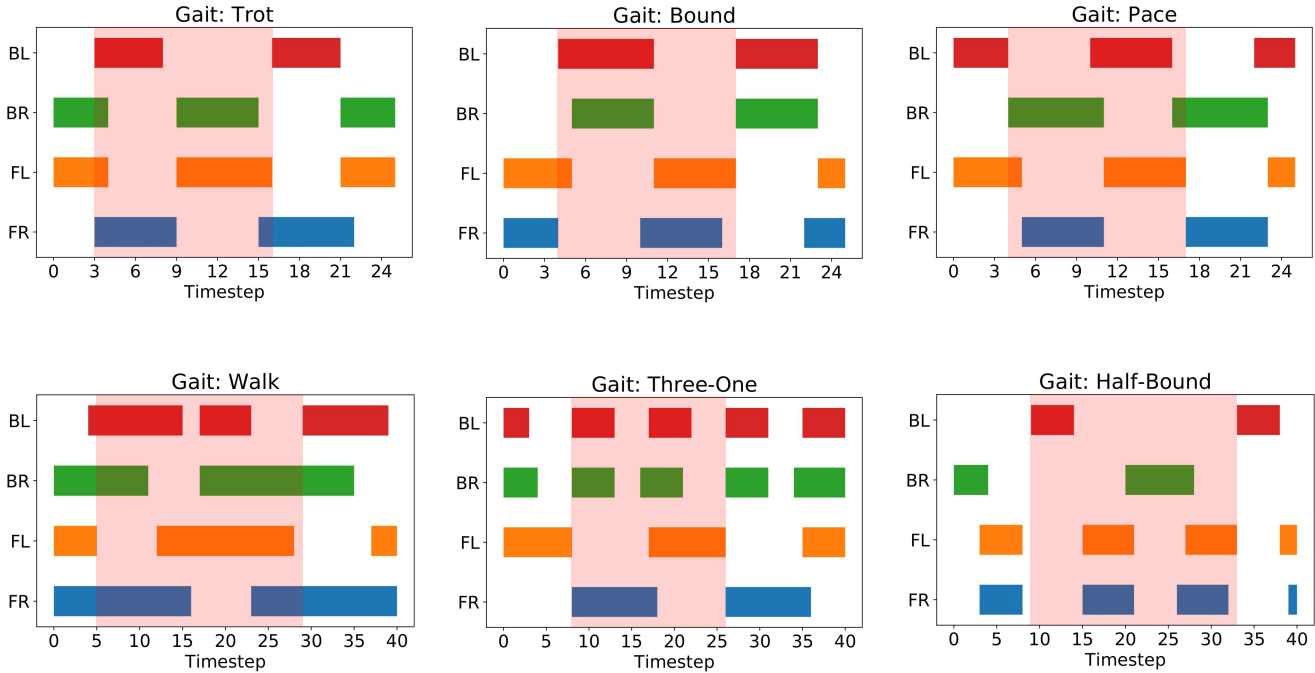 Gait: Trot
BL
BR
FL
FR
0 3 6 9 12 15 18 21 24
Timestep
Gait: Bound
BL
BR
FL
FR
0 3 6 9 12 15 18 21 24
Timestep
Gait: Pace
BL
BR
FL
FR
0 3 6 9 12 15 18 21 24
Timestep
Gait: Walk
BL
BR
FL
FR
0 5 10 15 20 25 30 35 40
Timestep
Gait: Three-One
BL
BR
FL
FR
0 5 10 15 20 25 30 35 40
Timestep
Gait: Half-Bound
BL
BR
FL
FR
0 5 10 15 20 25 30 35 40
Timestep